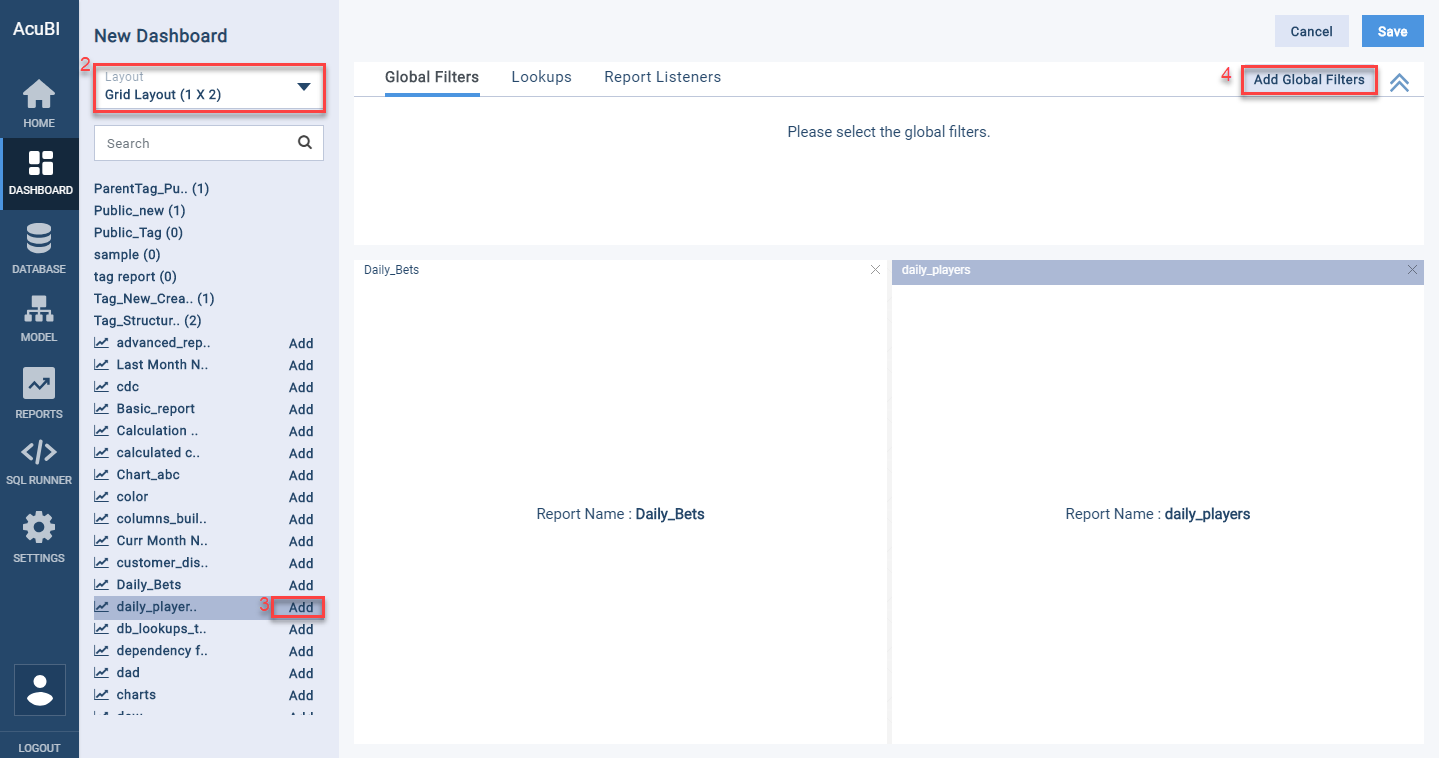 AcuBI
HOME
DASHBOARD
DATABASE
MODEL
REPORTS
SQL RUNNER
SETTINGS
LOGOUT
New Dashboard
2
Layout
Grid Layout (1 X 2)
Search
ParentTag_Pu.. (1)
Public_new (1)
Public_Tag (0)
sample (0)
tag report (0)
Tag_New_Crea.. (1)
Tag_Structur.. (2)
advanced_rep.. Add
Last Month N.. Add
cdc Add
Basic_report Add
Calculation .. Add
calculated c.. Add
Chart_abc Add
color Add
columns_buil.. Add
Curr Month N.. Add
customer_dis.. Add
Daily_Bets Add
daily_player.. 3 Add
db_lookups_t.. Add
dependency f.. Add
dad Add
charts Add
Cancel Save
Global Filters Lookups Report Listeners 4 Add Global Filters
Please select the global filters.
Daily_Bets
Report Name : Daily_Bets
daily_players
Report Name : daily_players